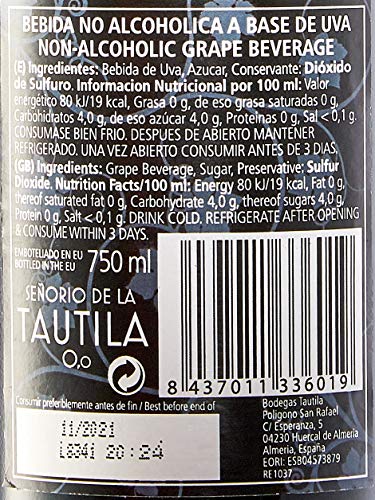 BEBIDA NO ALCOHOLICA A BASE DE UVA
NON-ALCOHOLIC GRAPE BEVERAGE
(E) Ingredientes: Bebida de Uva, Azucar, Conservante: Dióxido
de Sulfuro. Informacion Nutricional por 100 ml: Valor
energético 80 kJ/19 kcal, Grasa 0 g, de eso grasa saturadas 0 g,
Carbohidratos 4,0 g, de eso azúcar 4,0 g, Proteínas 0 g, Sal <0,1 g.
CONSUMASE BIEN FRIO. DESPUES DE ABIERTO MANTENER
REFRIGERADO. UNA VEZ ABIERTO CONSUMIR ANTES DE 3 DIAS.
(GB) Ingredients: Grape Beverage, Sugar, Preservative: Sulfur
Dioxide. Nutrition Facts/100 ml: Energy 80 kJ/19 kcal, Fat 0 g,
thereof saturated fat 0 g, Carbohydrate 4,0 g, thereof sugars 4,0 g,
Protein 0 g, Salt <0,1 g. DRINK COLD. REFRIGERATE AFTER OPENING
& CONSUME WITHIN 3 DAYS.
EMBOTELLADO EN EU
BOTTLED IN THE EU
750 ml
SEÑORIO DE LA
TAUTILA
0,0
8 437011 336019
Consumir preferiblemente antes de fin / Best before end of
11/2021
L8341 20:24
Bodegas Tautila
Poligono San Rafael
C/ Esperanza, 5
04230 Huercal de Almeria
Almeria, España
EORI: ESB04573879
RE1037